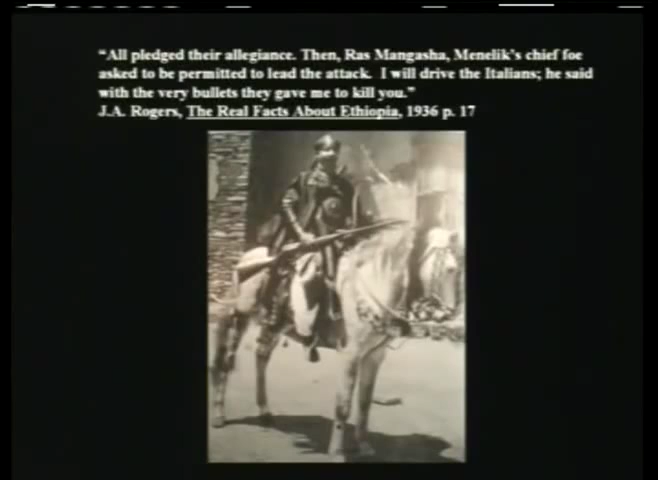 “All pledged their allegiance. Then, Ras Mangasha, Menelik’s chief foe
asked to be permitted to lead the attack. I will drive the Italians; he said
with the very bullets they gave me to kill you.”
J.A. Rogers, The Real Facts About Ethiopia, 1936 p. 17